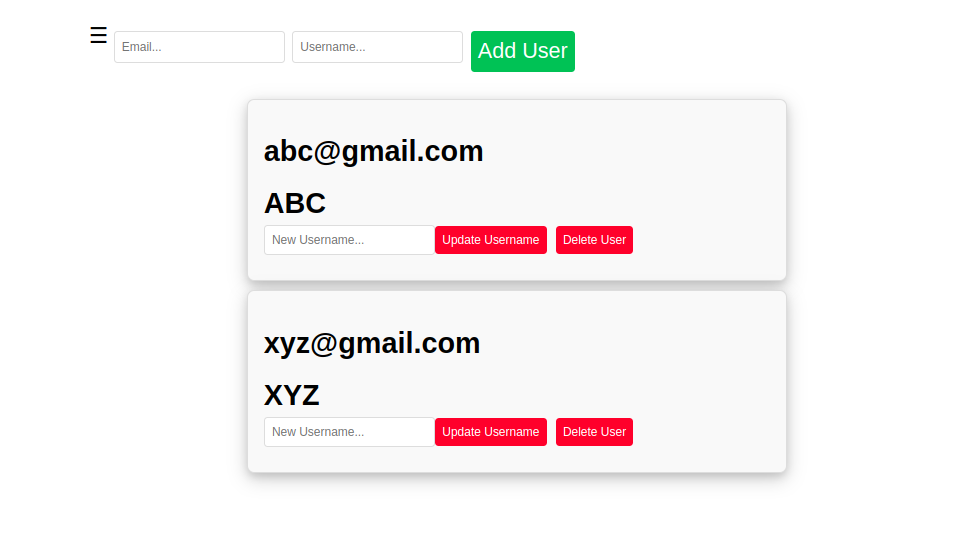 ☰ Email... Username... Add User
abc@gmail.com
ABC
New Username... Update Username Delete User
xyz@gmail.com
XYZ
New Username... Update Username Delete User